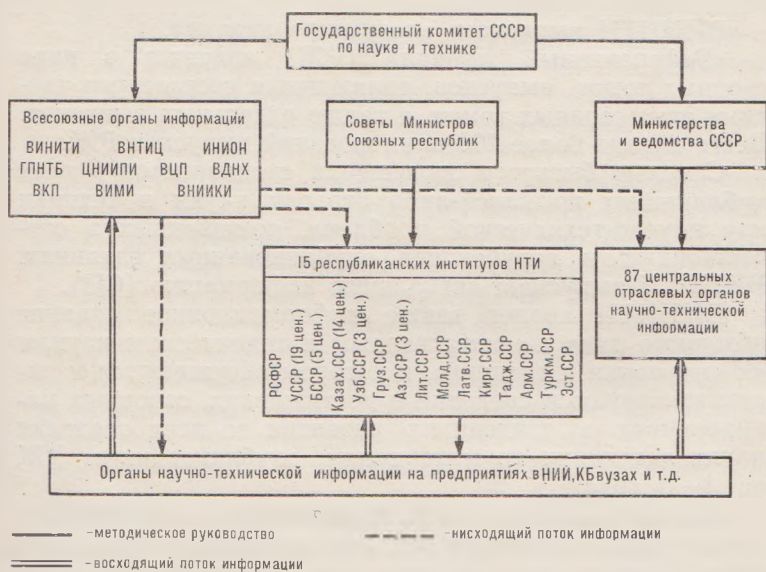 Государственный комитет СССР
по науке и технике
Всесоюзные органы информации
ВИНИТИ ВНТИЦ ИНИОН
ГПНТБ ЦНИИПИ ВЦП ВДНХ
ВКП ВИМИ ВНИИКИ
Советы Министров
Союзных республик
Министерства
и ведомства СССР
15 республиканских институтов НТИ
РСФСР
УССР (19 цен.)
БССР (5 цен.)
Казах.ССР (14 цен.)
Узб.ССР (3 цен.)
Груз.ССР
Аз.ССР (3 цен.)
Лит.ССР
Молд.ССР
Латв.ССР
Кирг.ССР
Тадж.ССР
Арм.ССР
Туркм.ССР
Эст.ССР
87 центральных
отраслевых органов
научно-технической
информации
Органы научно-технической информации на предприятиях в НИИ, КБ вузах и т.д.
-методическое руководство
-нисходящий поток информации
-восходящий поток информации